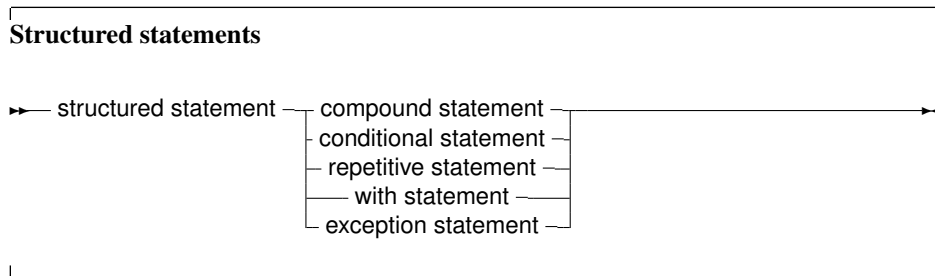 Structured statements
structured statement compound statement
conditional statement
repetitive statement
with statement
exception statement